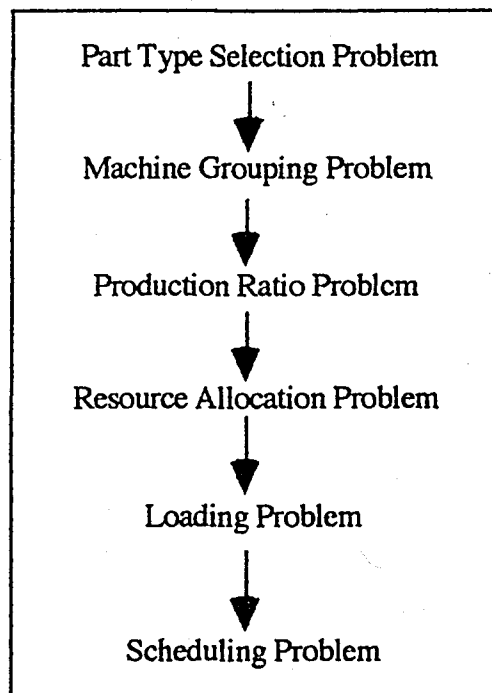 Part Type Selection Problem
Machine Grouping Problem
Production Ratio Problem
Resource Allocation Problem
Loading Problem
Scheduling Problem